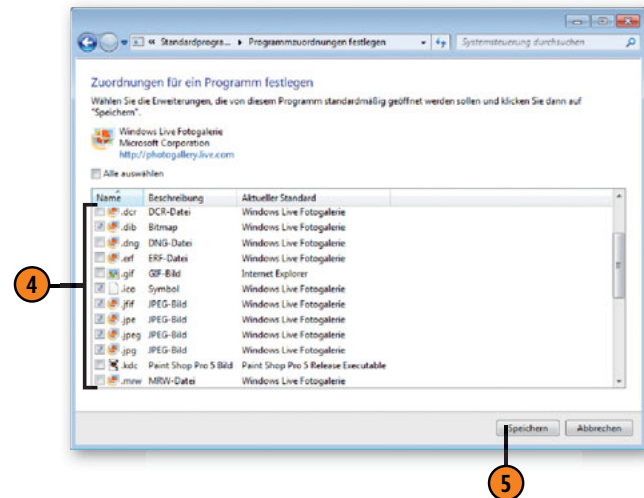 « Standardprogra... ▸ Programmzuordnungen festlegen
Systemsteuerung durchsuchen
Zuordnungen für ein Programm festlegen
Wählen Sie die Erweiterungen, die von diesem Programm standardmäßig geöffnet werden sollen und klicken Sie dann auf
"Speichern".
Windows Live Fotogalerie
Microsoft Corporation
http://photogallery.live.com
Alle auswählen
Name Beschreibung Aktueller Standard
.dcr DCR-Datei Windows Live Fotogalerie
.dib Bitmap Windows Live Fotogalerie
.dng DNG-Datei Windows Live Fotogalerie
.erf ERF-Datei Windows Live Fotogalerie
.gif GIF-Bild Internet Explorer
.ico Symbol Windows Live Fotogalerie
.jfif JPEG-Bild Windows Live Fotogalerie
.jpe JPEG-Bild Windows Live Fotogalerie
.jpeg JPEG-Bild Windows Live Fotogalerie
.jpg JPEG-Bild Windows Live Fotogalerie
.kdc Paint Shop Pro 5 Bild Paint Shop Pro 5 Release Executable
.mrw MRW-Datei Windows Live Fotogalerie
4
Speichern Abbrechen
5